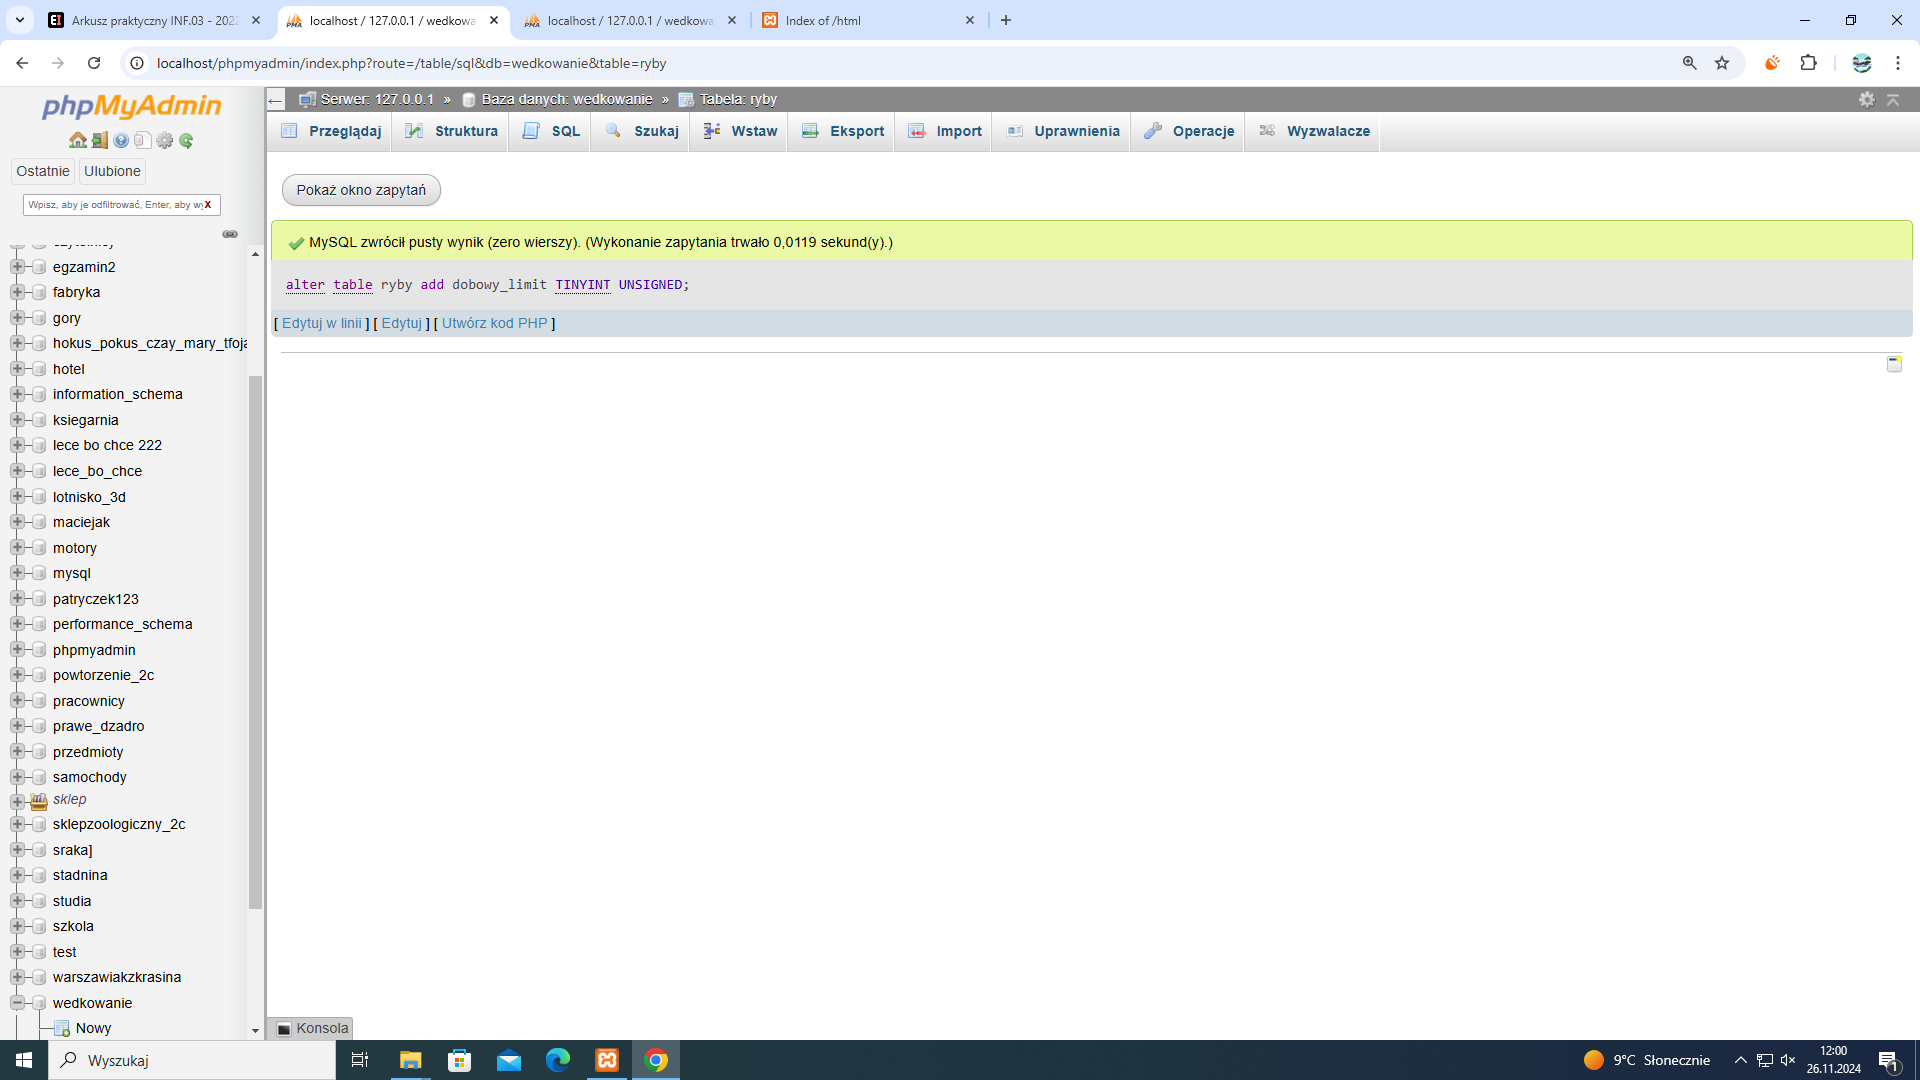 Arkusz praktyczny INF.03 - 2022
localhost / 127.0.0.1 / wedkowa
localhost / 127.0.0.1 / wedkowa
Index of /html
localhost/phpmyadmin/index.php?route=/table/sql&db=wedkowanie&table=ryby
phpMyAdmin
Ostatnie
Ulubione
Wpisz, aby je odfiltrować, Enter, aby wy
X
egzamin2
fabryka
gory
hokus_pokus_czay_mary_tfoja
hotel
information_schema
ksiegarnia
lece bo chce 222
lece_bo_chce
lotnisko_3d
maciejak
motory
mysql
patryczek123
performance_schema
phpmyadmin
powtorzenie_2c
pracownicy
prawe_dzadro
przedmioty
samochody
sklep
sklepzoologiczny_2c
sraka]
stadnina
studia
szkola
test
warszawiakzkrasina
wedkowanie
Nowy
Serwer: 127.0.0.1 » Baza danych: wedkowanie » Tabela: ryby
Przeglądaj
Struktura
SQL
Szukaj
Wstaw
Eksport
Import
Uprawnienia
Operacje
Wyzwalacze
Pokaż okno zapytań
MySQL zwrócił pusty wynik (zero wierszy). (Wykonanie zapytania trwało 0,0119 sekund(y).)
alter table ryby add dobowy_limit TINYINT UNSIGNED;
[ Edytuj w linii ] [ Edytuj ] [ Utwórz kod PHP ]
Konsola
Wyszukaj
9°C Słonecznie
12:00
26.11.2024
1